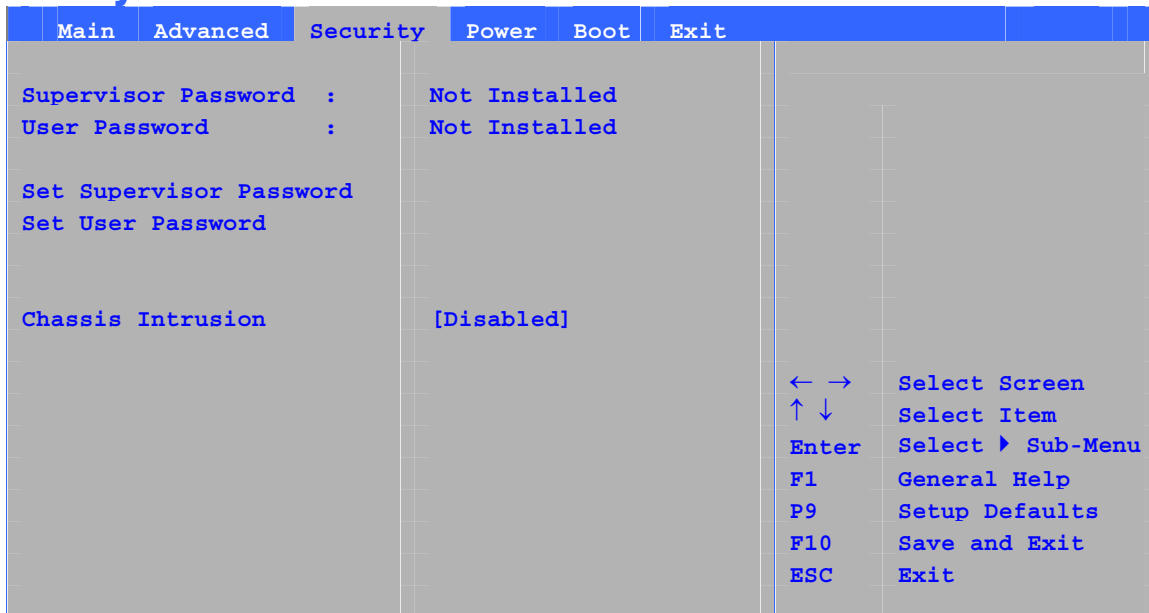 Main Advanced Security Power Boot Exit
Supervisor Password : Not Installed
User Password : Not Installed
Set Supervisor Password
Set User Password
Chassis Intrusion [Disabled]
← → Select Screen
↑ ↓ Select Item
Enter Select ▶ Sub-Menu
F1 General Help
P9 Setup Defaults
F10 Save and Exit
ESC Exit